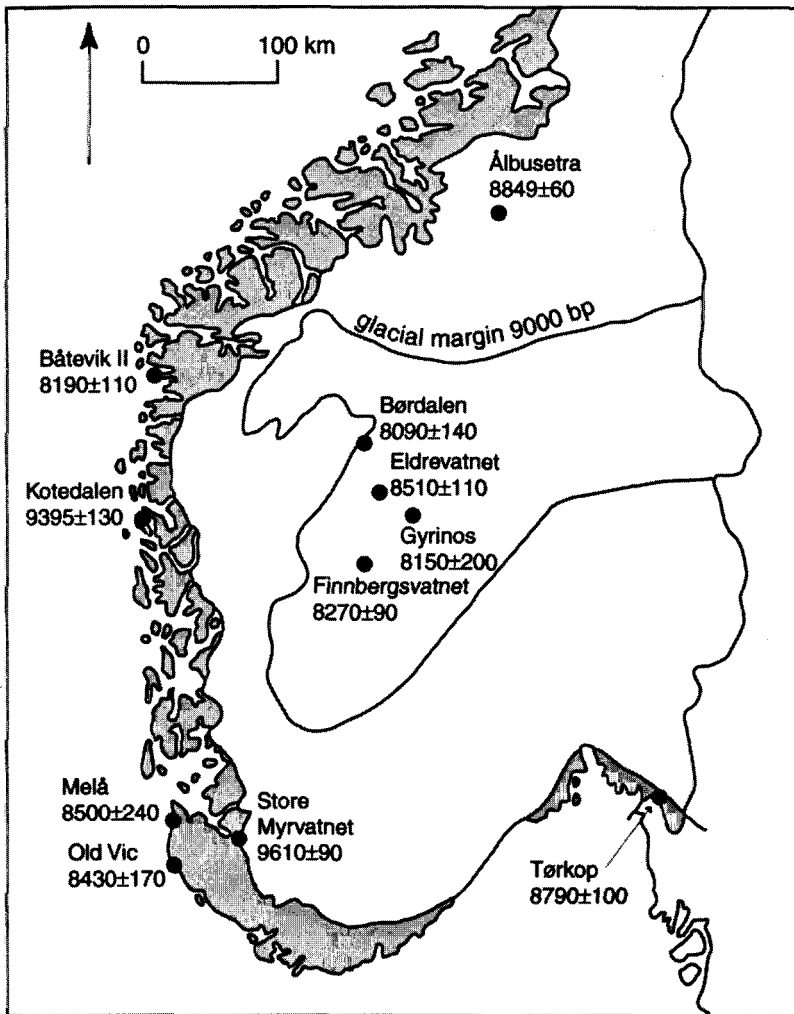 0 100 km
Ålbusetra
8849±60
glacial margin 9000 bp
Båtevik II
8190±110
Børdalen
8090±140
Eldrevatnet
8510±110
Kotedalen
9395±130
Gyrinos
8150±200
Finnbergsvatnet
8270±90
Melå
8500±240
Store
Myrvatnet
9610±90
Old Vic
8430±170
Tørkop
8790±100